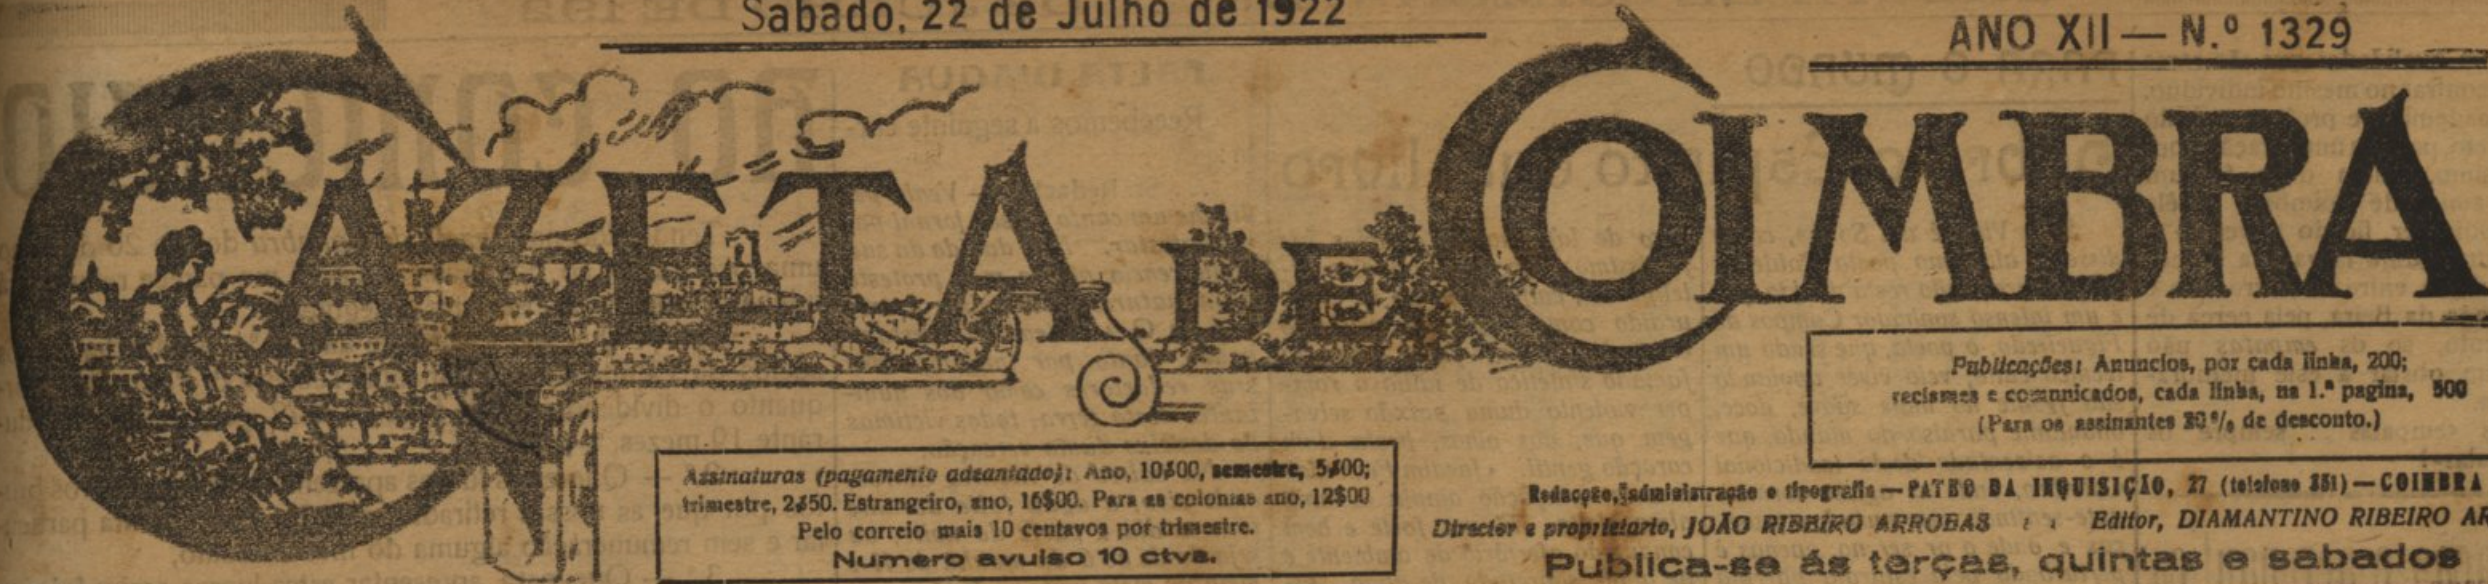 Sabado, 22 de Julho de 1922
ANO XII — N.º 1329
GAZETA DE COIMBRA
Publicações: Anuncios, por cada linha, 200;
reclames e comunicados, cada linha, na 1.ª pagina, 500
(Para os assinantes 20 % de desconto.)
Assinaturas (pagamento adeantado): Ano, 10$00, semestre, 5$00;
trimestre, 2$50. Estrangeiro, ano, 16$00. Para as colonias ano, 12$00
Pelo correio mais 10 centavos por trimestre.
Numero avulso 10 ctvs.
Redacção, administração e tipografia — PATEO DA INQUISIÇÃO, 27 (telefone 351) — COIMBRA
Director e proprietario, JOÃO RIBEIRO ARROBAS : : Editor, DIAMANTINO RIBEIRO AR
Publica-se ás terças, quintas e sabados